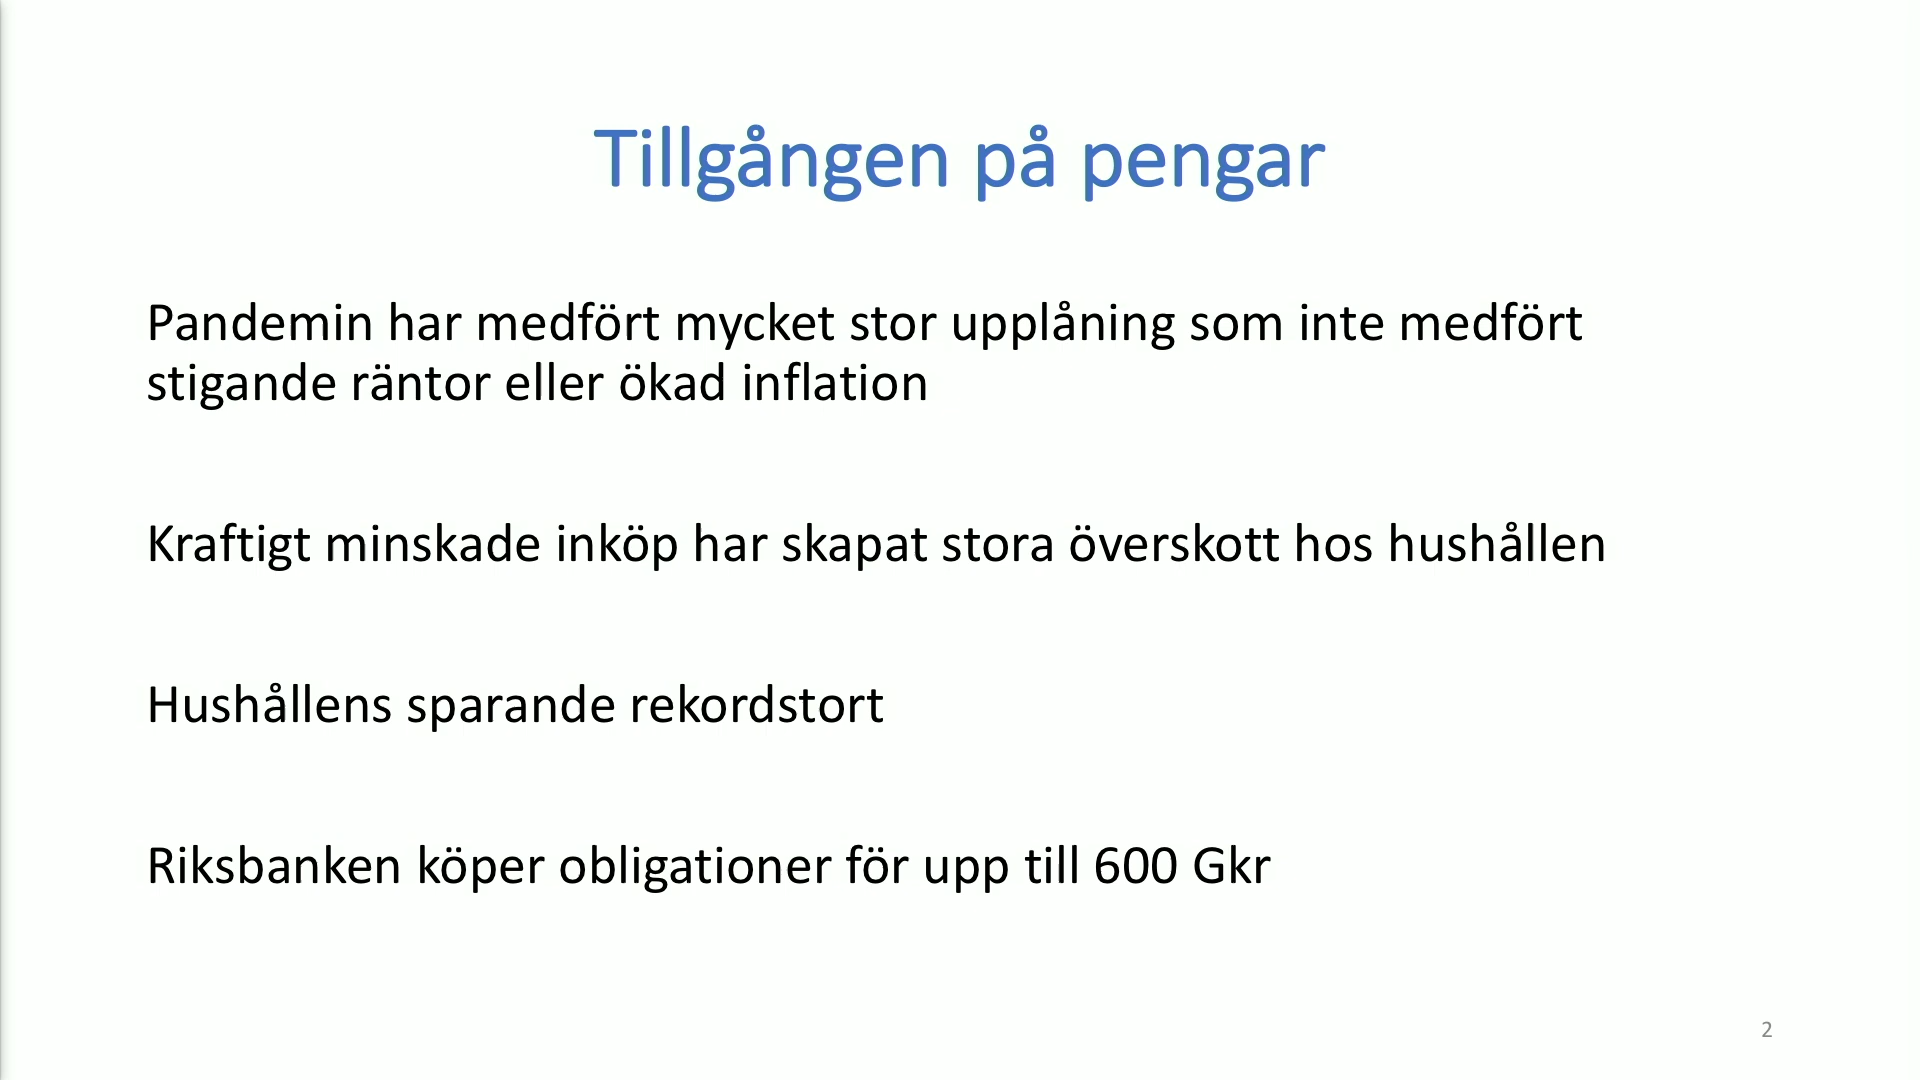 Tillgången på pengar
Pandemin har medfört mycket stor upplåning som inte medfört
stigande räntor eller ökad inflation
Kraftigt minskade inköp har skapat stora överskott hos hushållen
Hushållens sparande rekordstort
Riksbanken köper obligationer för upp till 600 Gkr
2